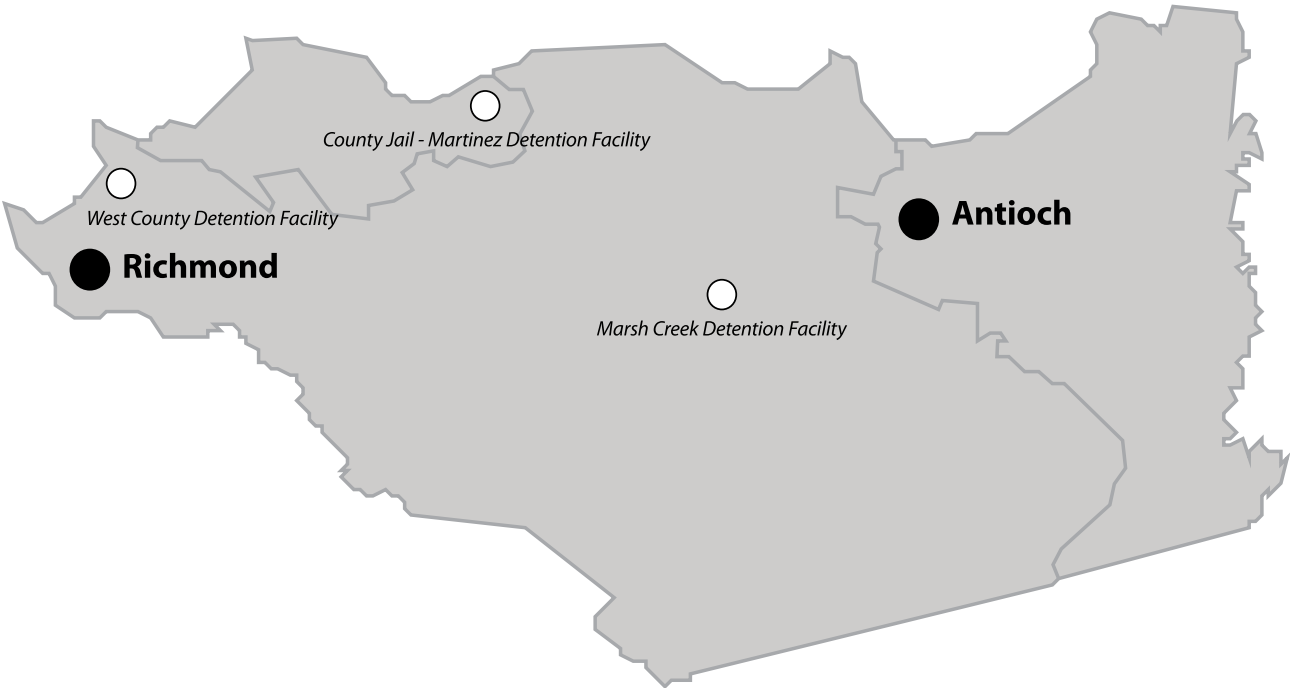 County Jail - Martinez Detention Facility
West County Detention Facility
Antioch
Richmond
Marsh Creek Detention Facility